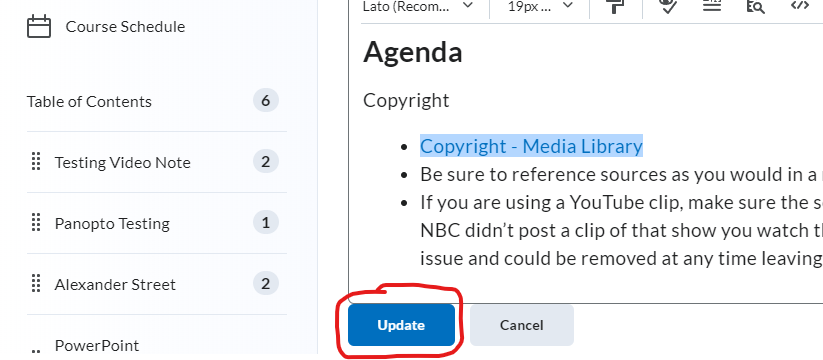 Course Schedule
Table of Contents 6
Testing Video Note 2
Panopto Testing 1
Alexander Street 2
PowerPoint
Lato (Recom... 19px ...
Agenda
Copyright
Copyright - Media Library
Be sure to reference sources as you would in a
If you are using a YouTube clip, make sure the
NBC didn’t post a clip of that show you watch
issue and could be removed at any time leaving
Update Cancel